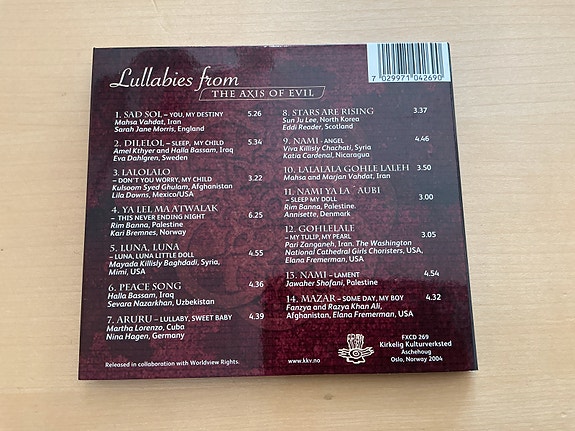 Lullabies from
THE AXIS OF EVIL
7 029971 042690
1. SAD SOL – YOU, MY DESTINY 5.26
Mahsa Vahdat, Iran
Sarah Jane Morris, England
2. DILELOL – SLEEP, MY CHILD 5.34
Amel Kthyer and Halla Bassam, Iraq
Eva Dahlgren, Sweden
3. LALOLALO
– DON'T YOU WORRY, MY CHILD 3.22
Kulsoom Syed Ghulam, Afghanistan
Lila Downs, Mexico/USA
4. YA LEL MA A'TWALAK
– THIS NEVER ENDING NIGHT 6.25
Rim Banna, Palestine
Kari Bremnes, Norway
5. LUNA, LUNA
– LUNA, LUNA LITTLE DOLL 4.55
Mayada Killisly Baghdadi, Syria,
Mimi, USA
6. PEACE SONG 4.36
Halla Bassam, Iraq
Sevara Nazarkhan, Uzbekistan
7. ARURU – LULLABY, SWEET BABY 4.39
Martha Lorenzo, Cuba
Nina Hagen, Germany
8. STARS ARE RISING 3.37
Sun Ju Lee, North Korea
Eddi Reader, Scotland
9. NAMI - ANGEL 4.46
Viva Killisly Chachati, Syria
Katia Cardenal, Nicaragua
10. LALALALA GOHLE LALEH 3.50
Mahsa and Marjan Vahdat, Iran
11. NAMI YA LA ´AUBI
– SLEEP MY DOLL 3.00
Rim Banna, Palestine.
Annisette, Denmark
12. GOHLELALE
– MY TULIP, MY PEARL 3.05
Pari Zanganeh, Iran. The Washington
National Cathedral Girls Choristers, USA,
Elana Fremerman, USA
13. NAMI – LAMENT 4.54
Jawaher Shofani, Palestine
14. MAZAR – SOME DAY, MY BOY 4.32
Fanzya and Razya Khan Ali,
Afghanistan, Elana Fremerman, USA
Released in collaboration with Worldview Rights.
www.kkv.no
FXCD 269
Kirkelig Kulturverksted
Aschehoug
Oslo, Norway 2004